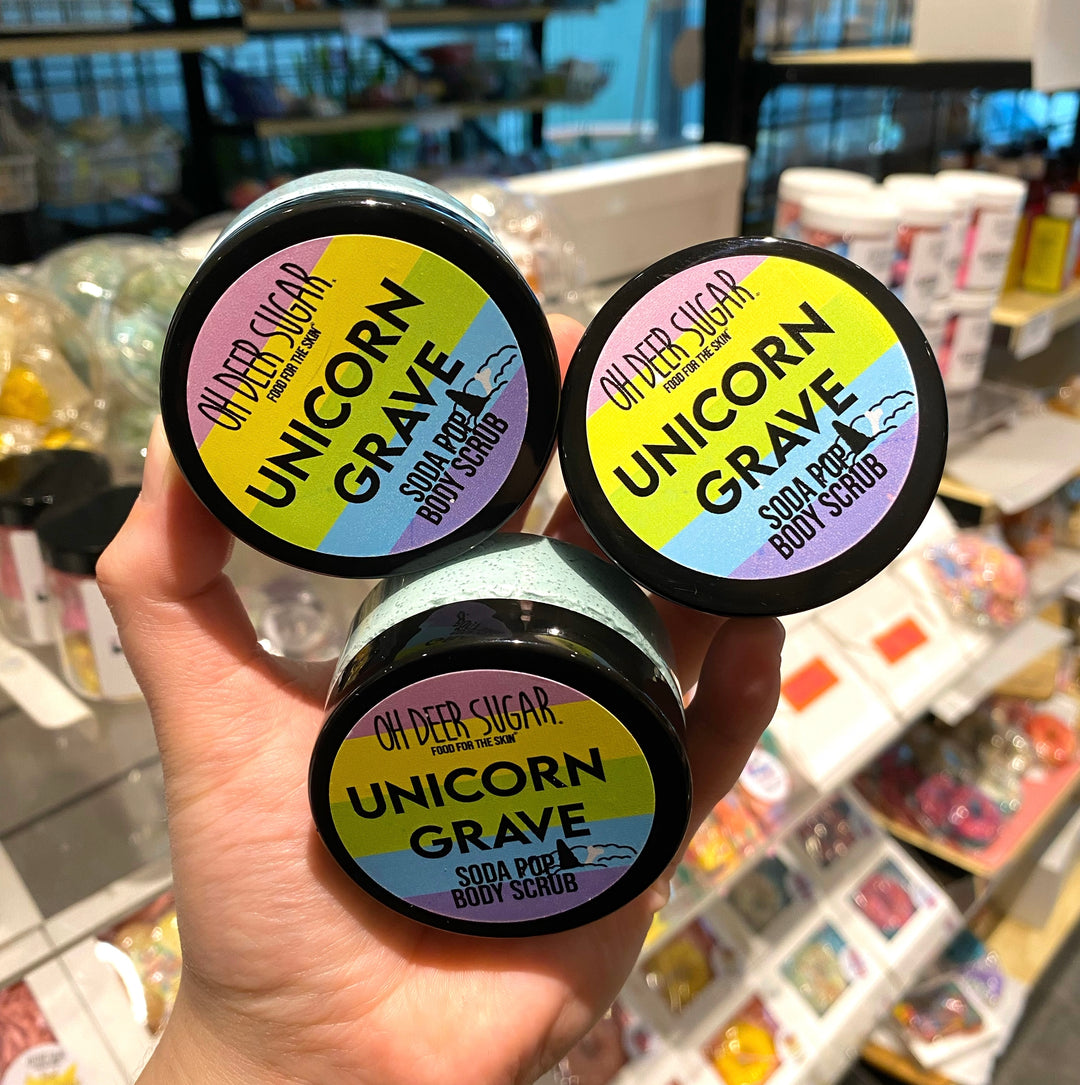 OH DEER SUGAR
FOOD FOR THE SKIN
UNICORN
GRAVE
SODA POP
BODY SCRUB
OH DEER SUGAR
FOOD FOR THE SKIN
UNICORN
GRAVE
SODA POP
BODY SCRUB
OH DEER SUGAR
FOOD FOR THE SKIN
UNICORN
GRAVE
SODA POP
BODY SCRUB